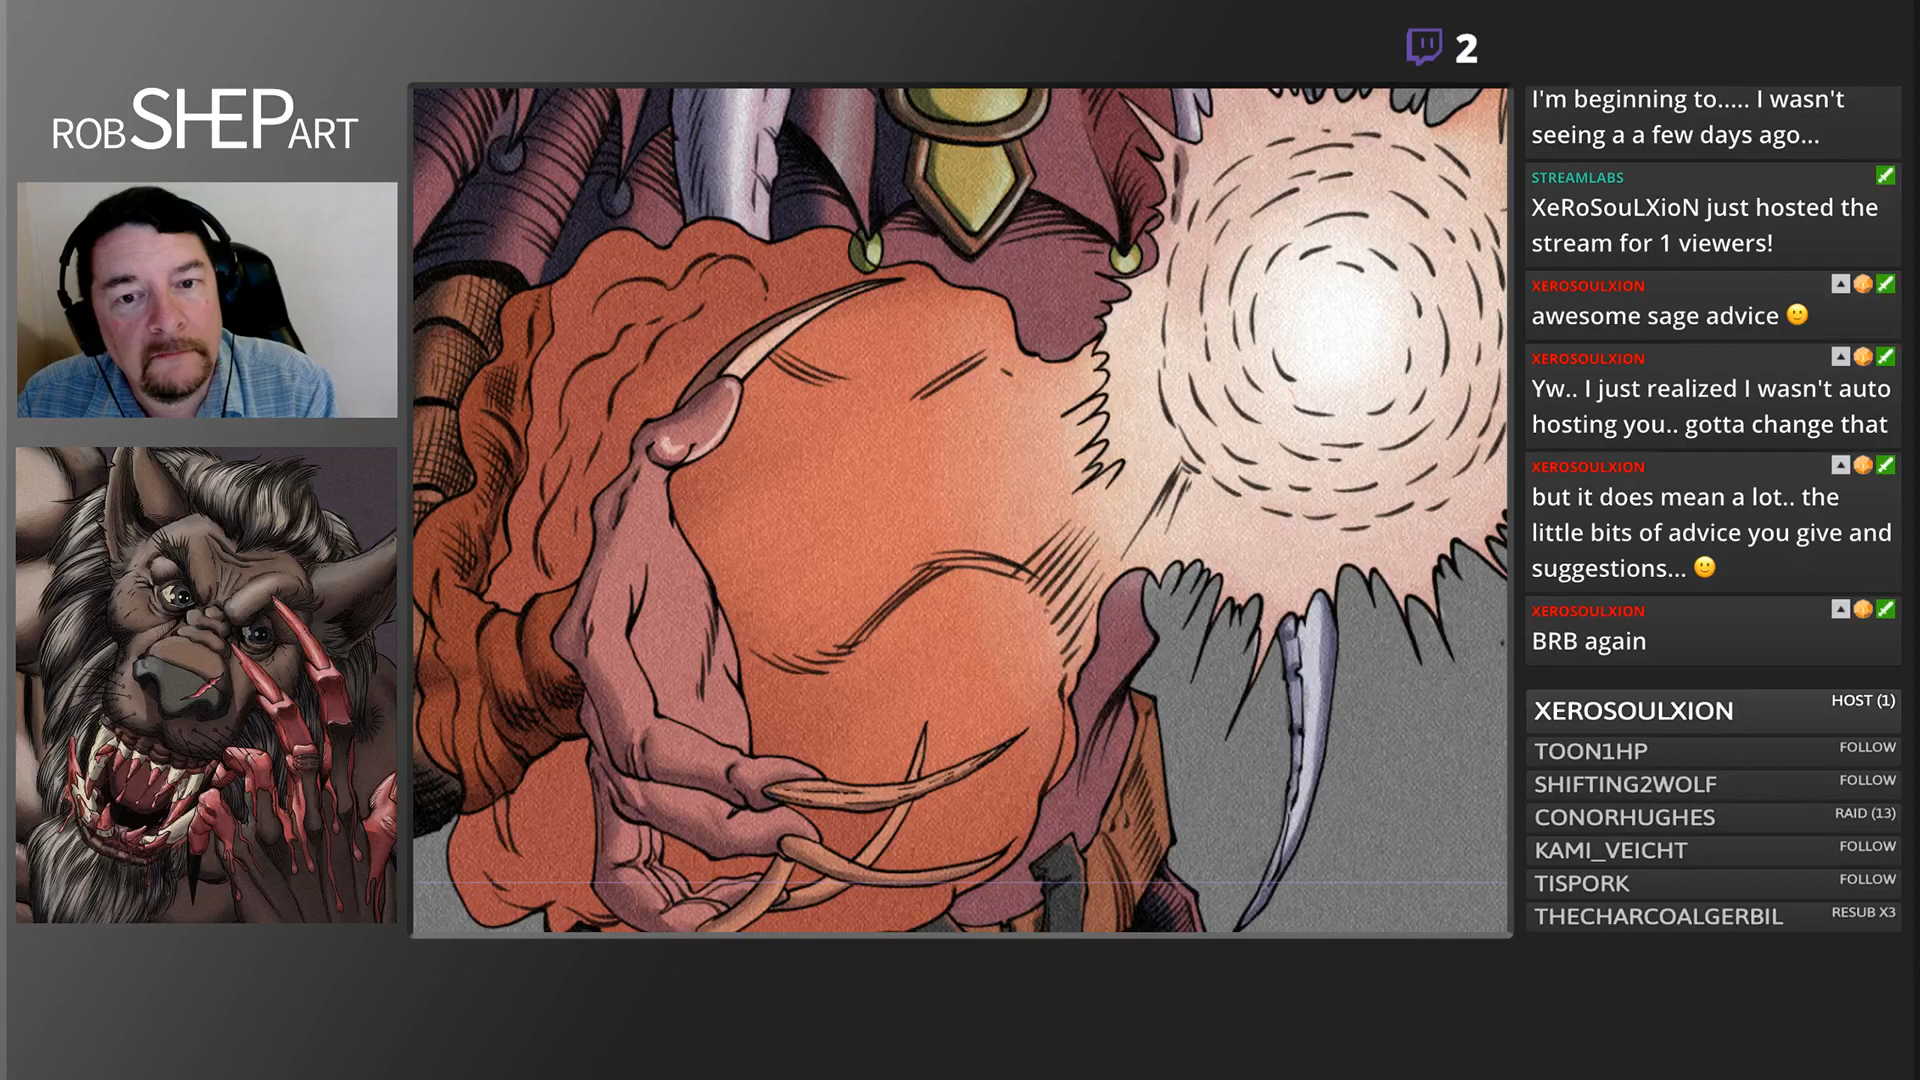 2
ROB SHEP ART
I'm beginning to..... I wasn't
seeing a a few days ago...
STREAMLABS
XeRoSouLXioN just hosted the
stream for 1 viewers!
XEROSOULXION
awesome sage advice 🙂
XEROSOULXION
Yw.. I just realized I wasn't auto
hosting you.. gotta change that
XEROSOULXION
but it does mean a lot.. the
little bits of advice you give and
suggestions... 🙂
XEROSOULXION
BRB again
XEROSOULXION HOST (1)
TOON1HP FOLLOW
SHIFTING2WOLF FOLLOW
CONORHUGHES RAID (13)
KAMI_VEICHT FOLLOW
TISPORK FOLLOW
THECHARCOALGERBIL RESUB X3